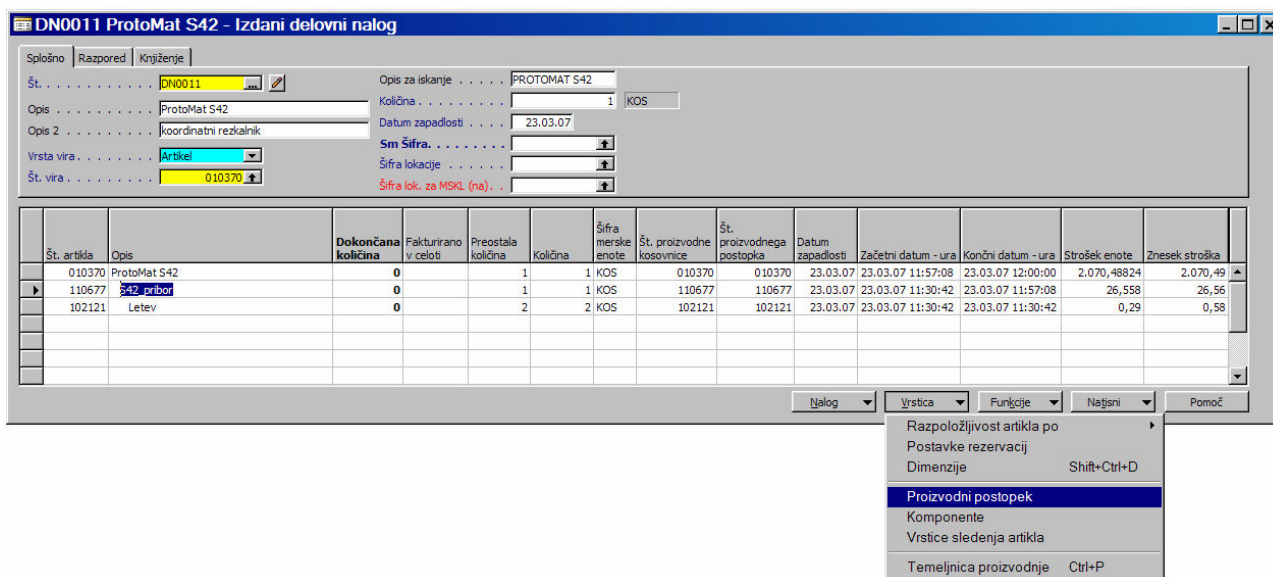 DN0011 ProtoMat S42 - Izdani delovni nalog
Splošno Razpored Knjiženje
Št. . . . . . . . . . . . . DN0011 ...
Opis . . . . . . . . . . . ProtoMat S42
Opis 2 . . . . . . . . . . koordinatni rezkalnik
Vrsta vira. . . . . . . . . Artikel
Št. vira. . . . . . . . . . 010370
Opis za iskanje . . . . . PROTOMAT S42
Količina . . . . . . . . . 1 KOS
Datum zapadlosti . . . . 23.03.07
Sm Šifra. . . . . . . . .
Šifra lokacije . . . . . .
Šifra lok. za MSKL (na). .
Št. artikla Opis Dokončana količina Fakturirano v celoti Preostala količina Količina Šifra merske enote Št. proizvodne kosovnice Št. proizvodnega postopka Datum zapadlosti Začetni datum - ura Končni datum - ura Strošek enote Znesek stroška
010370 ProtoMat S42 0 1 1 KOS 010370 010370 23.03.07 23.03.07 11:57:08 23.03.07 12:00:00 2.070,48824 2.070,49
110677 S42_pribor 0 1 1 KOS 110677 110677 23.03.07 23.03.07 11:30:42 23.03.07 11:57:08 26,558 26,56
102121 Letev 0 2 2 KOS 102121 102121 23.03.07 23.03.07 11:30:42 23.03.07 11:30:42 0,29 0,58
Nalog Vrstica Funkcije Natisni Pomoč
Razpoložljivost artikla po
Postavke rezervacij
Dimenzije Shift+Ctrl+D
Proizvodni postopek
Komponente
Vrstice sledenja artikla
Temeljnica proizvodnje Ctrl+P